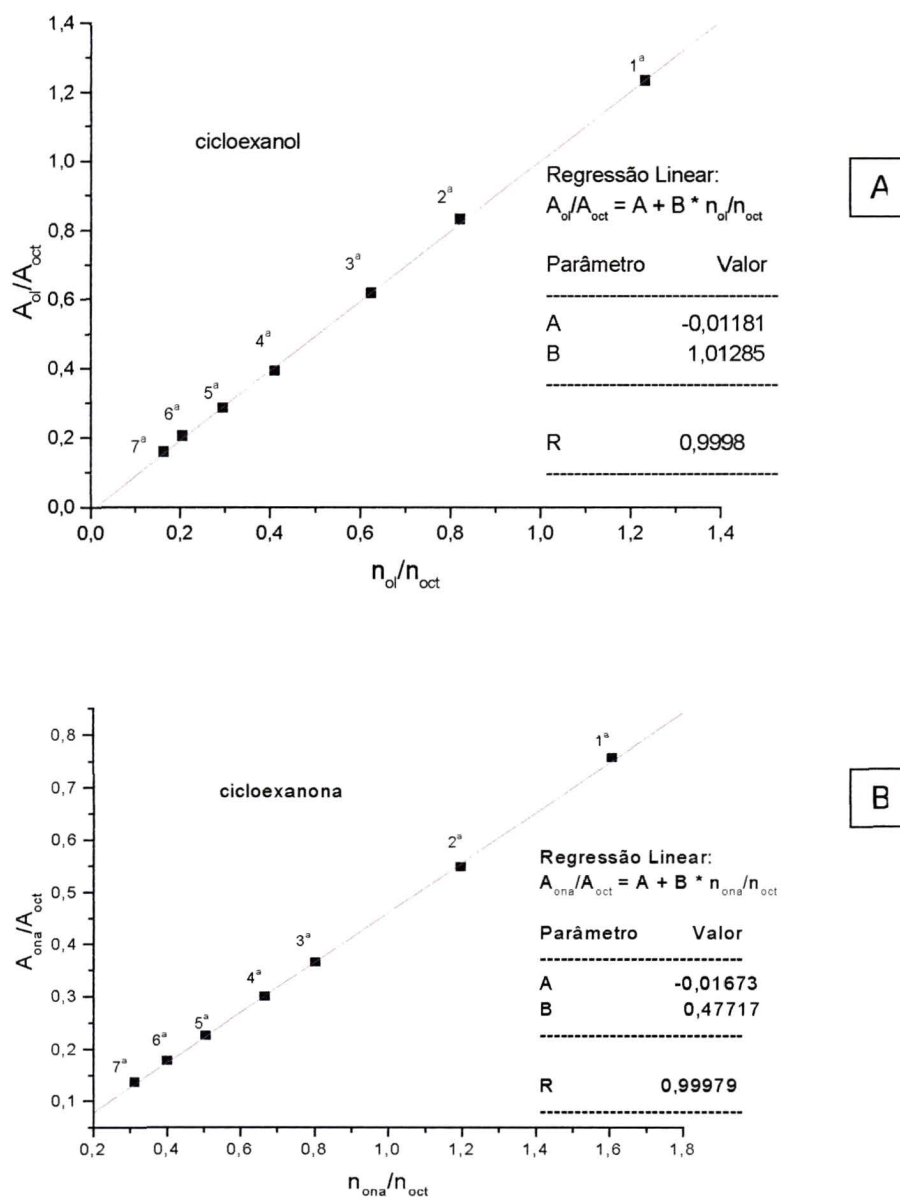 1,4
1,2
1,0
0,8
0,6
0,4
0,2
0,0
A_ol/A_oct
cicloexanol
1ª
2ª
3ª
4ª
5ª
6ª
7ª
Regressão Linear:
A_ol/A_oct = A + B * n_ol/n_oct
Parâmetro Valor
A -0,01181
B 1,01285
R 0,9998
A
0,0 0,2 0,4 0,6 0,8 1,0 1,2 1,4
n_ol/n_oct
0,8
0,7
0,6
0,5
0,4
0,3
0,2
0,1
A_ona/A_oct
cicloexanona
1ª
2ª
3ª
4ª
5ª
6ª
7ª
Regressão Linear:
A_ona/A_oct = A + B * n_ona/n_oct
Parâmetro Valor
A -0,01673
B 0,47717
R 0,99979
B
0,2 0,4 0,6 0,8 1,0 1,2 1,4 1,6 1,8
n_ona/n_oct